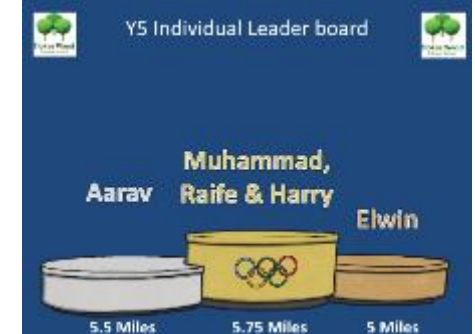 Y5 Individual Leader board
Muhammad,
Aarav Raife & Harry
Elwin
5.5 Miles 5.75 Miles 5 Miles